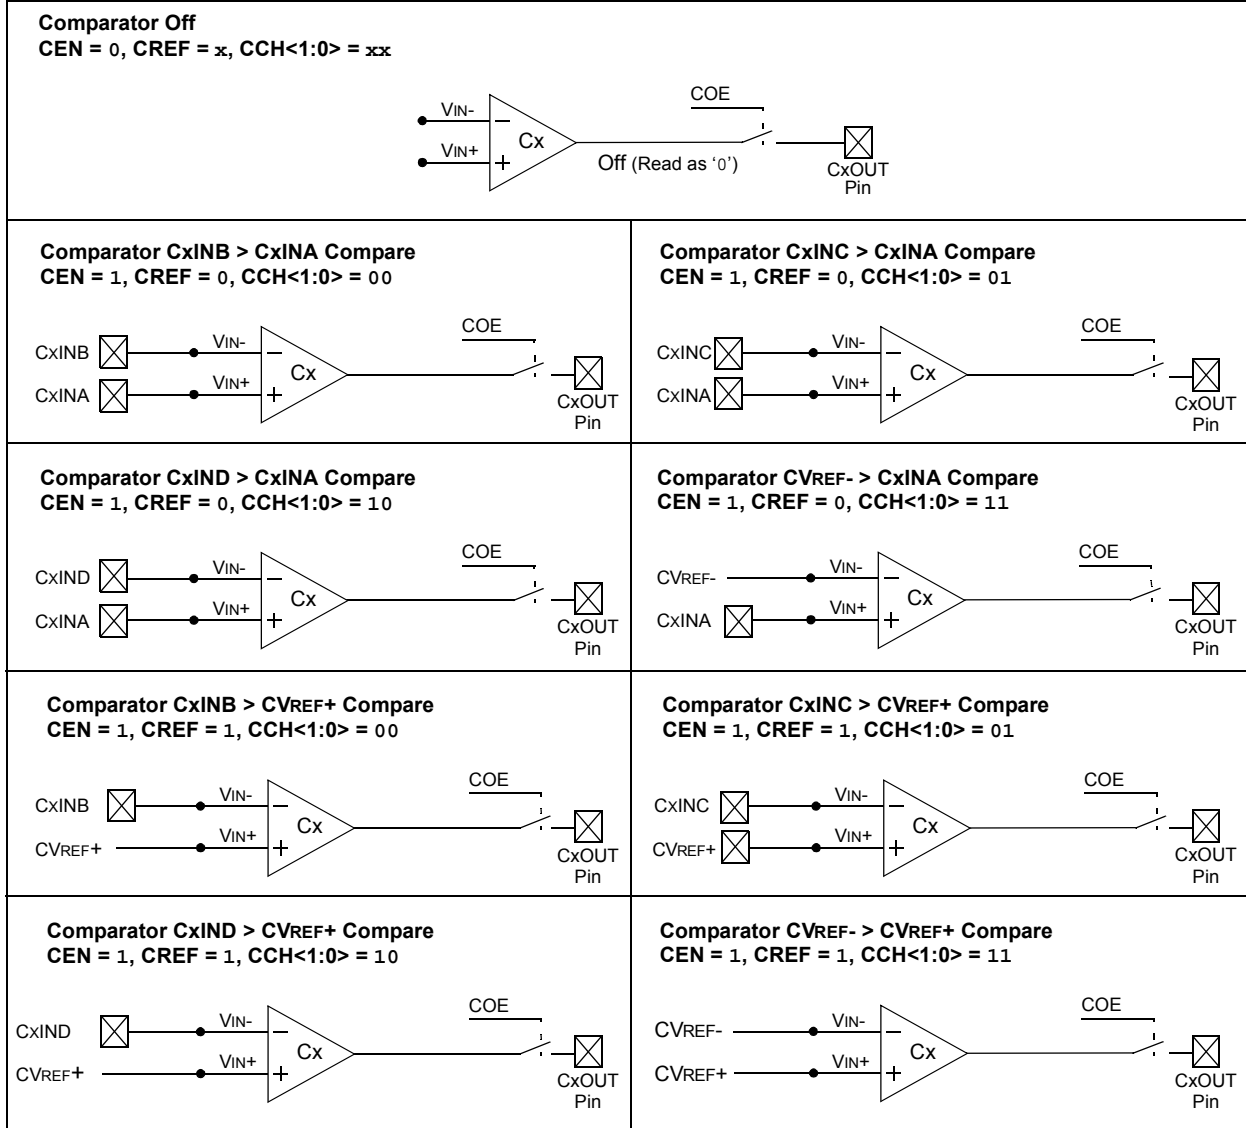 Comparator Off
CEN = 0, CREF = x, CCH<1:0> = xx
COE
VIN-
VIN+
Cx
Off (Read as ‘0’)
CxOUT
Pin
Comparator CxINB > CxINA Compare
CEN = 1, CREF = 0, CCH<1:0> = 00
COE
CxINB
VIN-
CxINA
VIN+
Cx
CxOUT
Pin
Comparator CxINC > CxINA Compare
CEN = 1, CREF = 0, CCH<1:0> = 01
COE
CxINC
VIN-
CxINA
VIN+
Cx
CxOUT
Pin
Comparator CxIND > CxINA Compare
CEN = 1, CREF = 0, CCH<1:0> = 10
COE
CxIND
VIN-
CxINA
VIN+
Cx
CxOUT
Pin
Comparator CVREF- > CxINA Compare
CEN = 1, CREF = 0, CCH<1:0> = 11
COE
CVREF-
VIN-
CxINA
VIN+
Cx
CxOUT
Pin
Comparator CxINB > CVREF+ Compare
CEN = 1, CREF = 1, CCH<1:0> = 00
COE
CxINB
VIN-
CVREF+
VIN+
Cx
CxOUT
Pin
Comparator CxINC > CVREF+ Compare
CEN = 1, CREF = 1, CCH<1:0> = 01
COE
CxINC
VIN-
CVREF+
VIN+
Cx
CxOUT
Pin
Comparator CxIND > CVREF+ Compare
CEN = 1, CREF = 1, CCH<1:0> = 10
COE
CxIND
VIN-
CVREF+
VIN+
Cx
CxOUT
Pin
Comparator CVREF- > CVREF+ Compare
CEN = 1, CREF = 1, CCH<1:0> = 11
COE
CVREF-
VIN-
CVREF+
VIN+
Cx
CxOUT
Pin